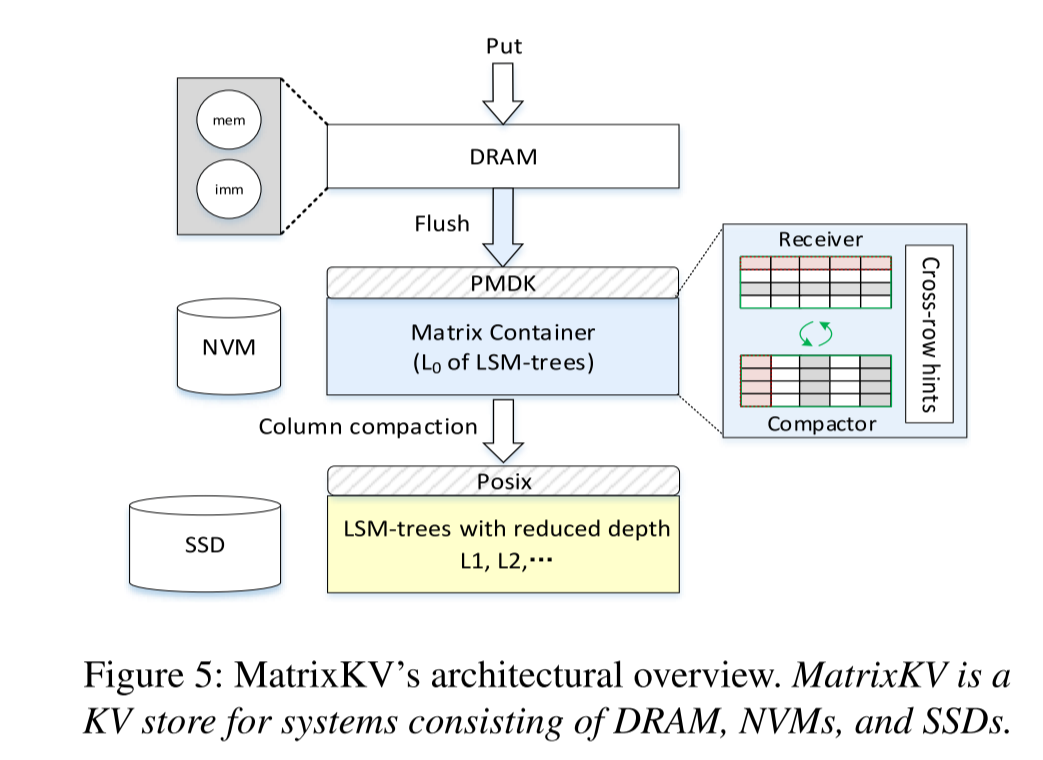 Put
mem
imm
DRAM
Flush
PMDK
NVM
Matrix Container
(L₀ of LSM-trees)
Receiver
Cross-row hints
Compactor
Column compaction
Posix
SSD
LSM-trees with reduced depth
L1, L2,···
Figure 5: MatrixKV's architectural overview. MatrixKV is a
KV store for systems consisting of DRAM, NVMs, and SSDs.